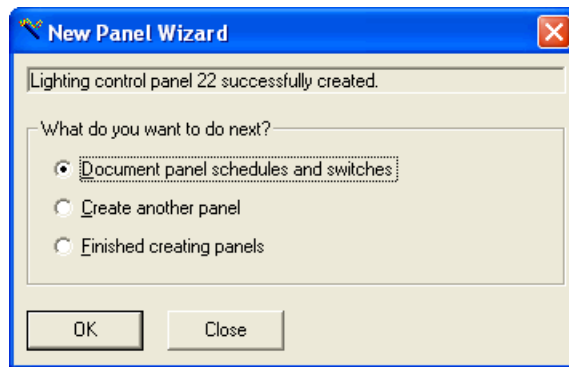 New Panel Wizard
Lighting control panel 22 successfully created.
What do you want to do next?
Document panel schedules and switches
Create another panel
Finished creating panels
OK Close